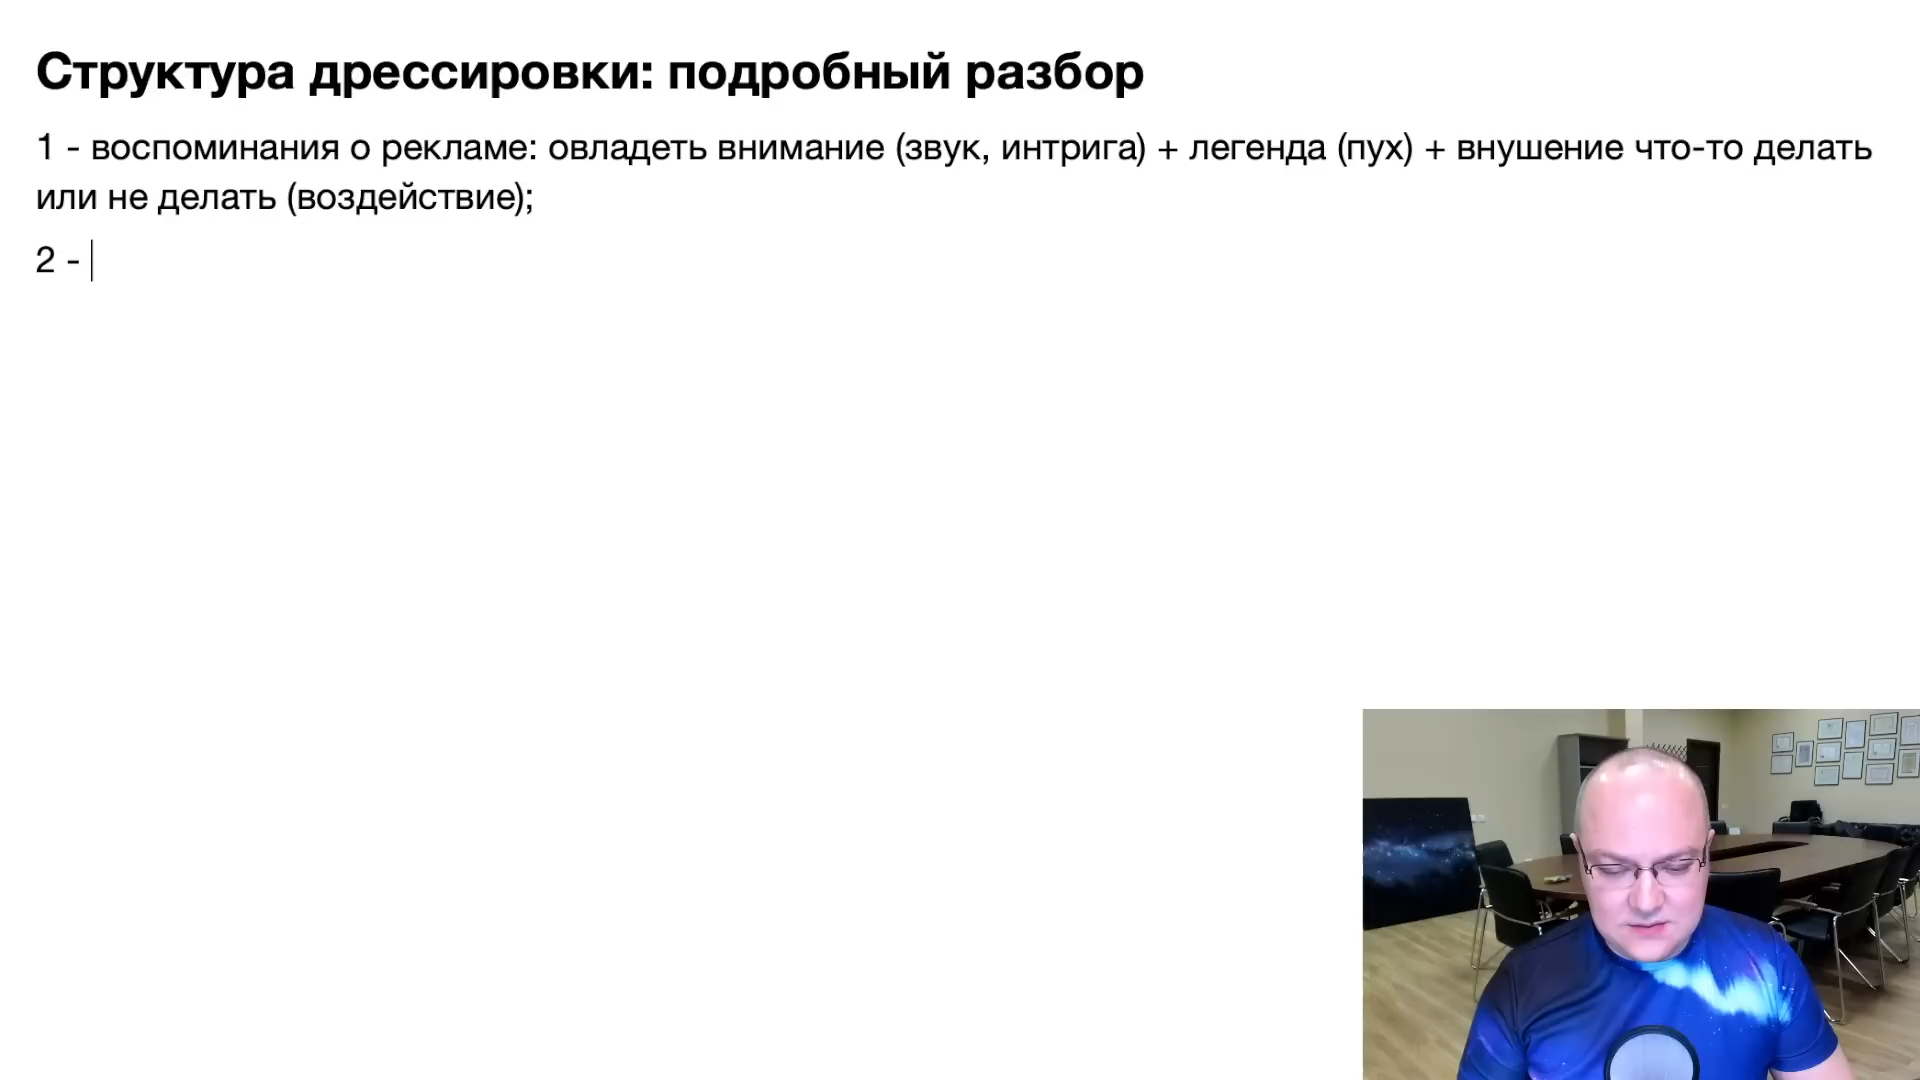 Структура дрессировки: подробный разбор
1 - воспоминания о рекламе: овладеть внимание (звук, интрига) + легенда (пух) + внушение что-то делать
или не делать (воздействие);
2 -